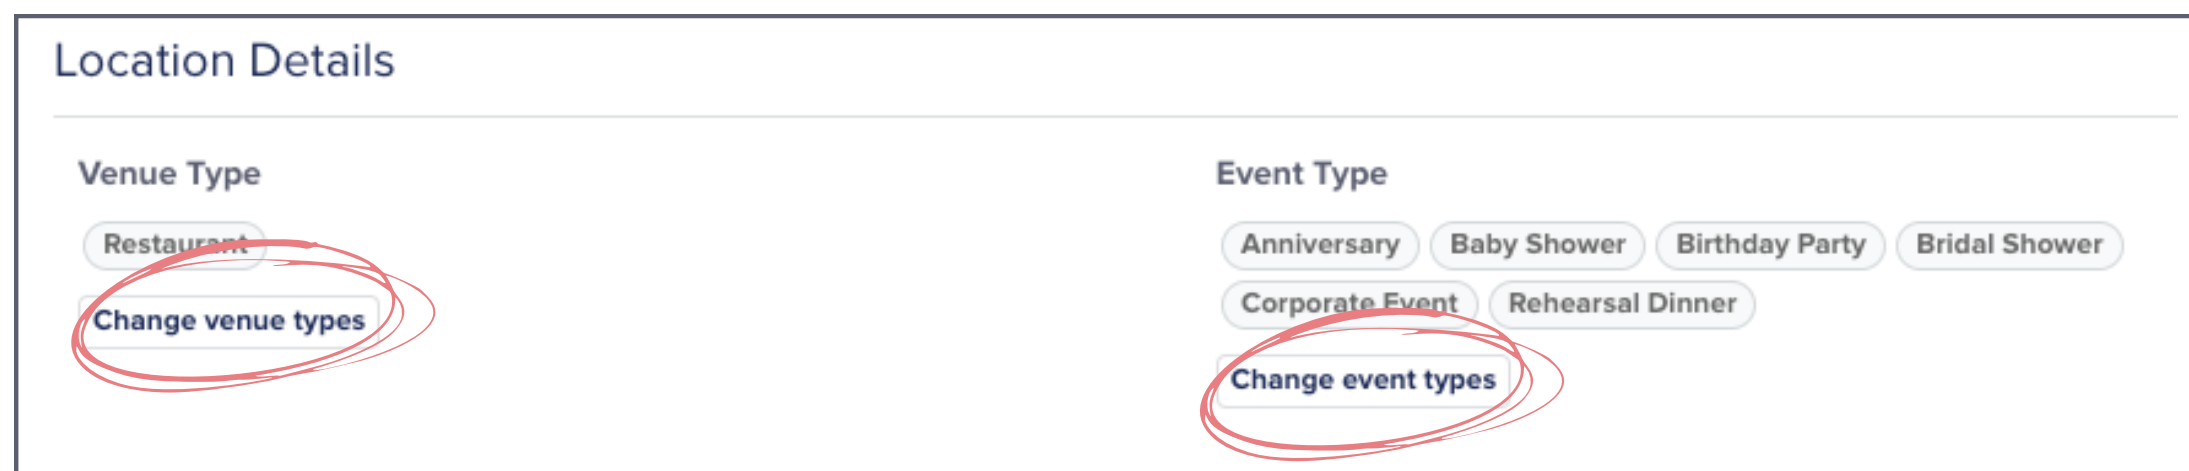 Location Details
Venue Type
Restaurant
Change venue types
Event Type
Anniversary Baby Shower Birthday Party Bridal Shower
Corporate Event Rehearsal Dinner
Change event types